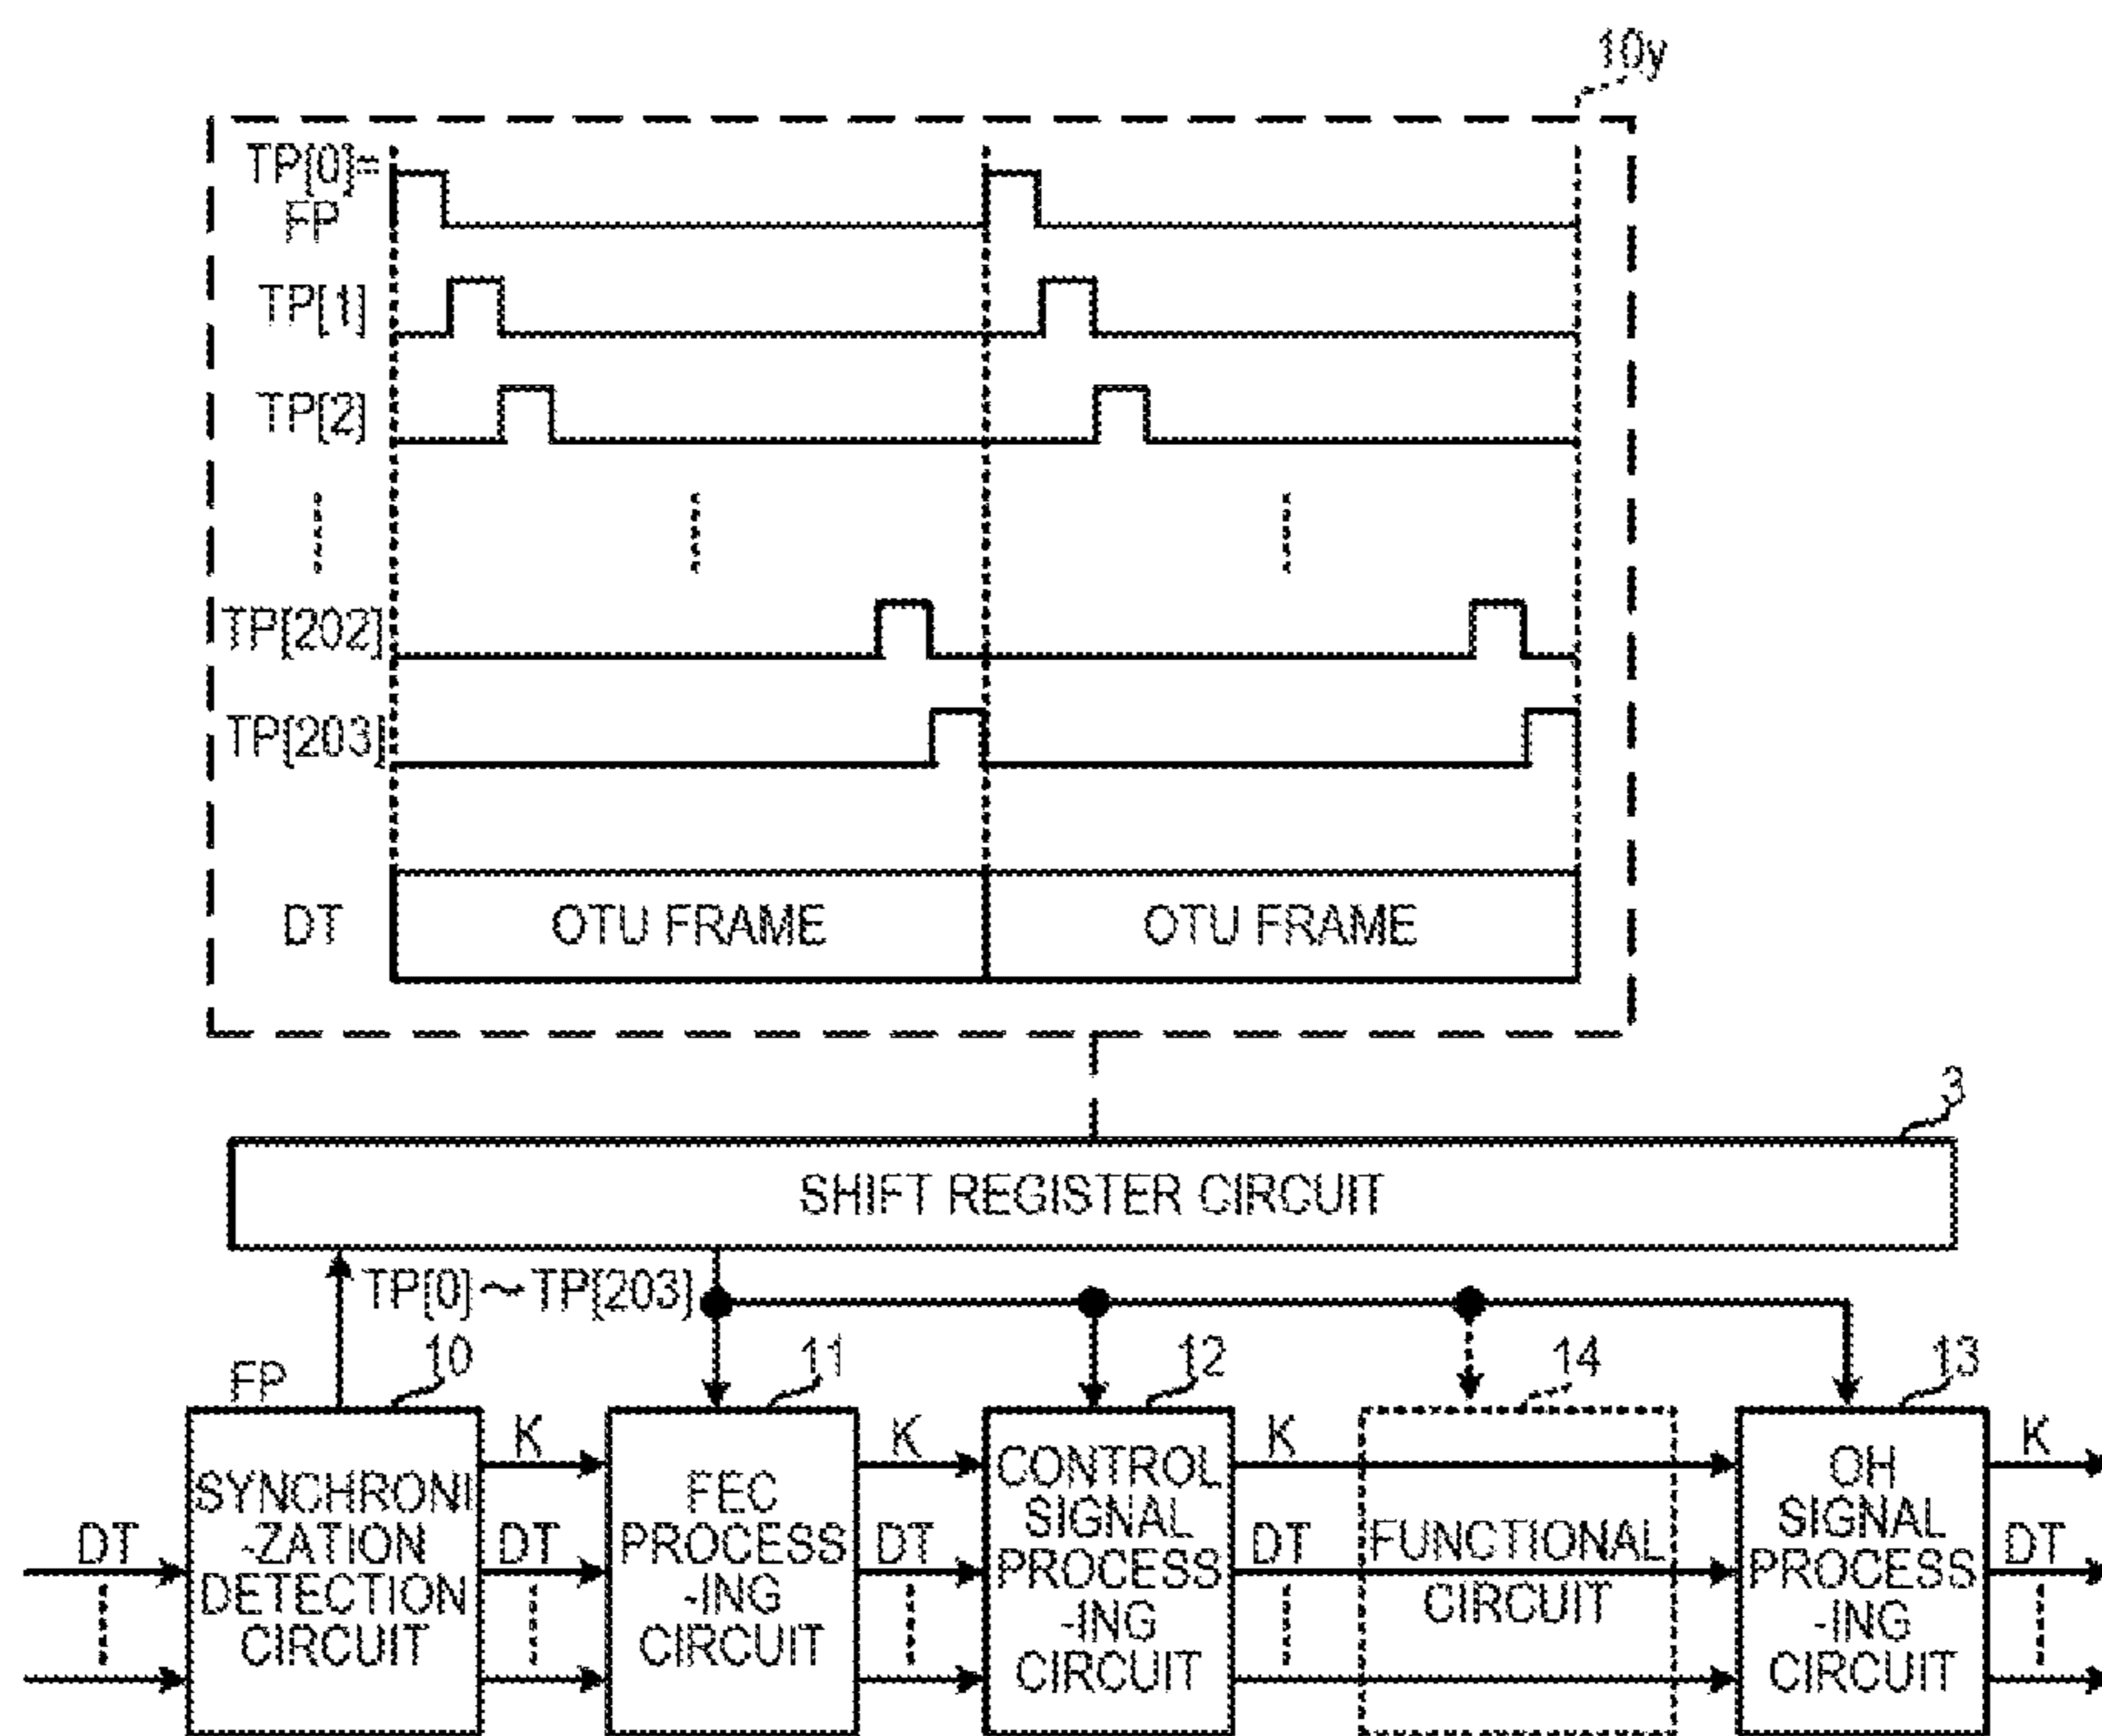 10y
TP[0]=
FP
TP[1]
TP[2]
TP[202]
TP[203]
DT OTU FRAME OTU FRAME
3
SHIFT REGISTER CIRCUIT
TP[0]~TP[203]
FP 10 11 12 14 13
K K K K
DT DT DT DT DT
SYNCHRONI
-ZATION
DETECTION
CIRCUIT
FEC
PROCESS
-ING
CIRCUIT
CONTROL
SIGNAL
PROCESS
-ING
CIRCUIT
FUNCTIONAL
CIRCUIT
OH
SIGNAL
PROCESS
-ING
CIRCUIT